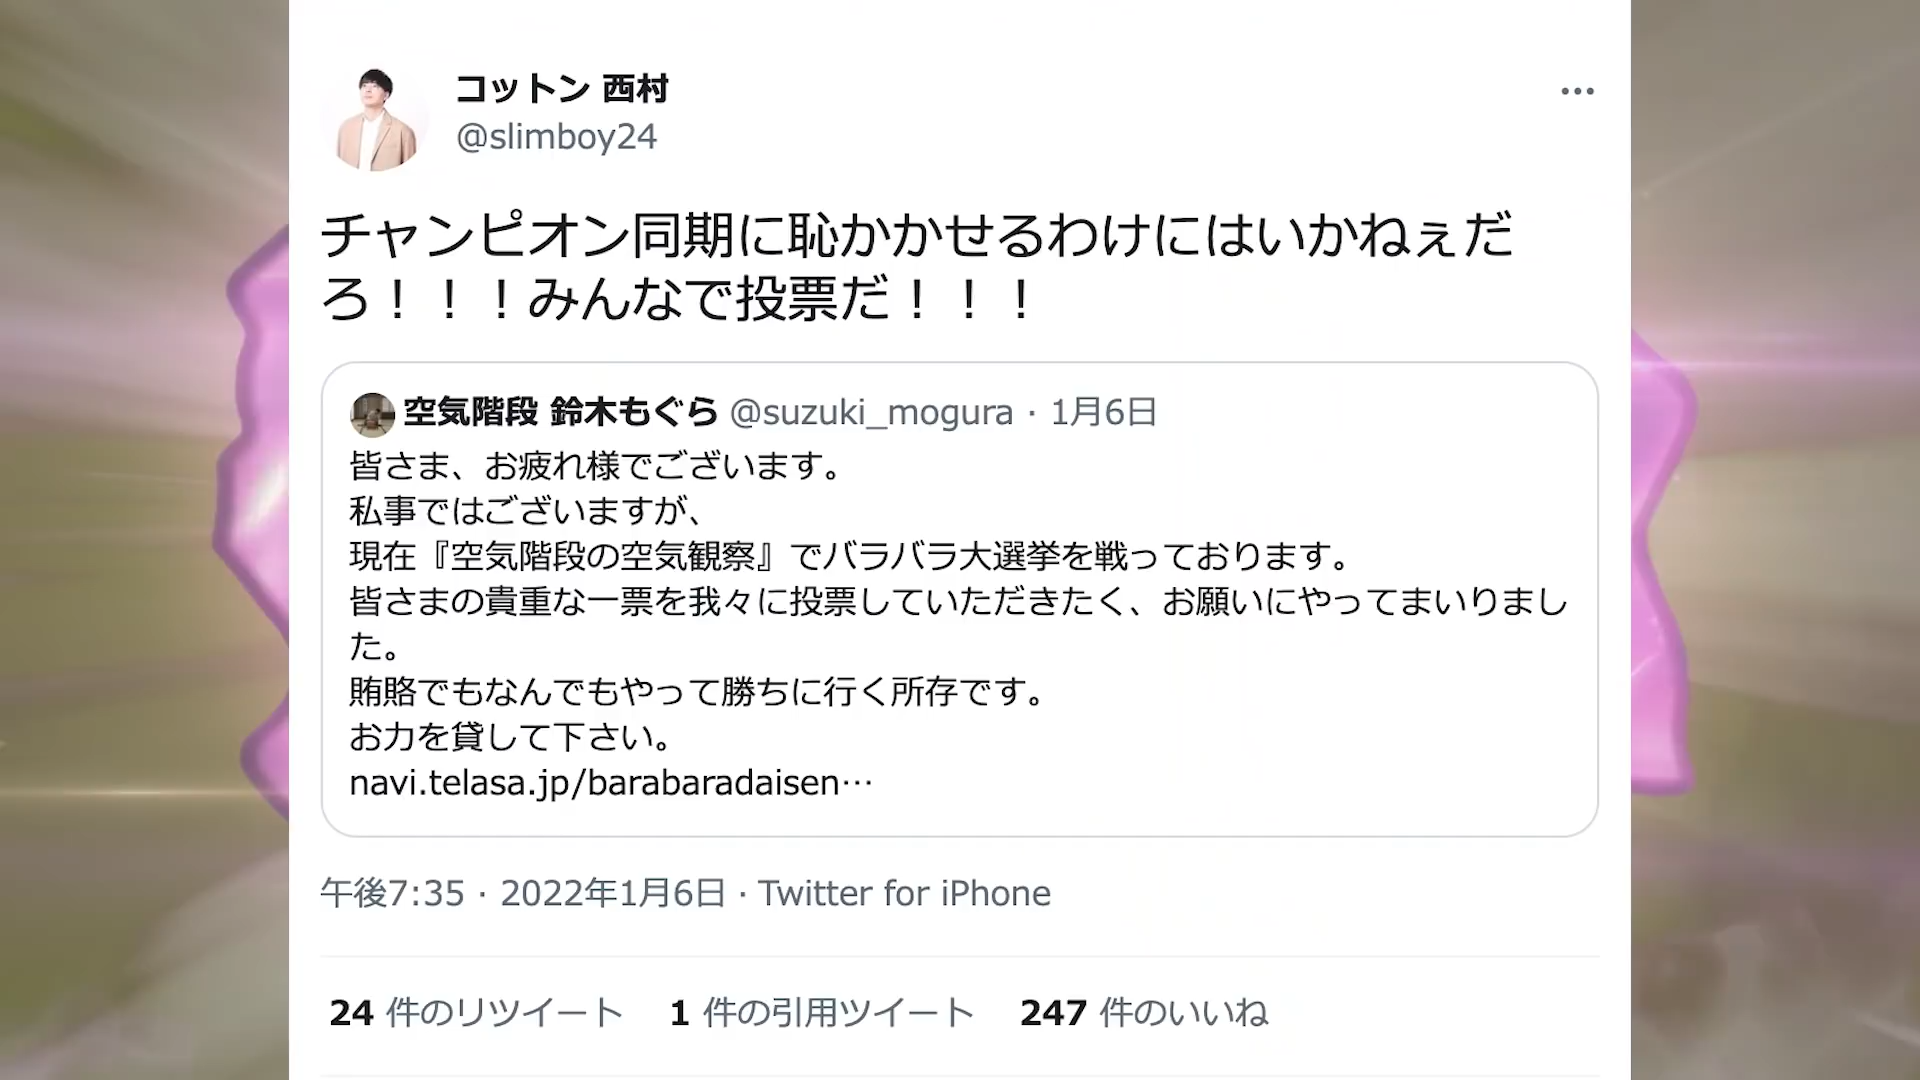 コットン 西村
@slimboy24
チャンピオン同期に恥かかせるわけにはいかねぇだ
ろ！！！みんなで投票だ！！！
空気階段 鈴木もぐら @suzuki_mogura · 1月6日
皆さま、お疲れ様でございます。
私事ではございますが、
現在『空気階段の空気観察』でバラバラ大選挙を戦っております。
皆さまの貴重な一票を我々に投票していただきたく、お願いにやってまいりまし
た。
賄賂でもなんでもやって勝ちに行く所存です。
お力を貸して下さい。
navi.telasa.jp/barabaradaisen…
午後7:35 · 2022年1月6日 · Twitter for iPhone
24 件のリツイート 1 件の引用ツイート 247 件のいいね